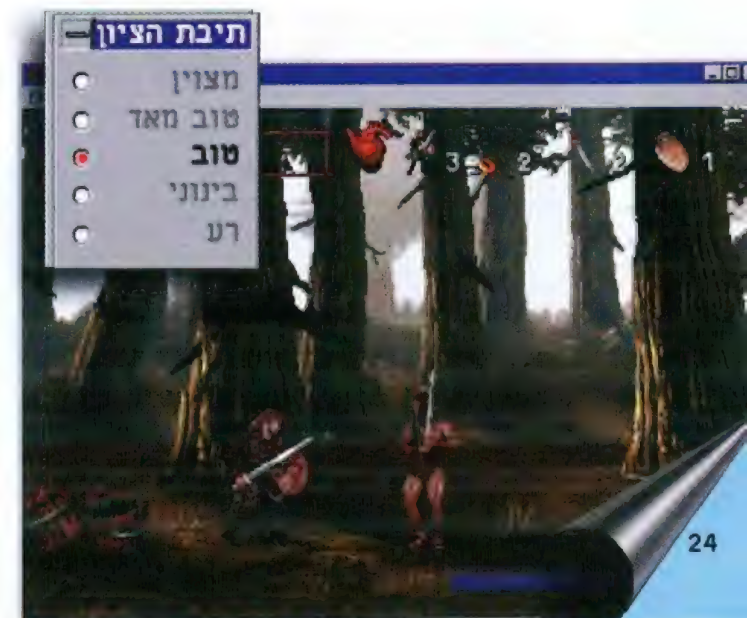 תיבת הציון
מצוין
טוב מאד
טוב
בינוני
רע
3 2 2 1
24